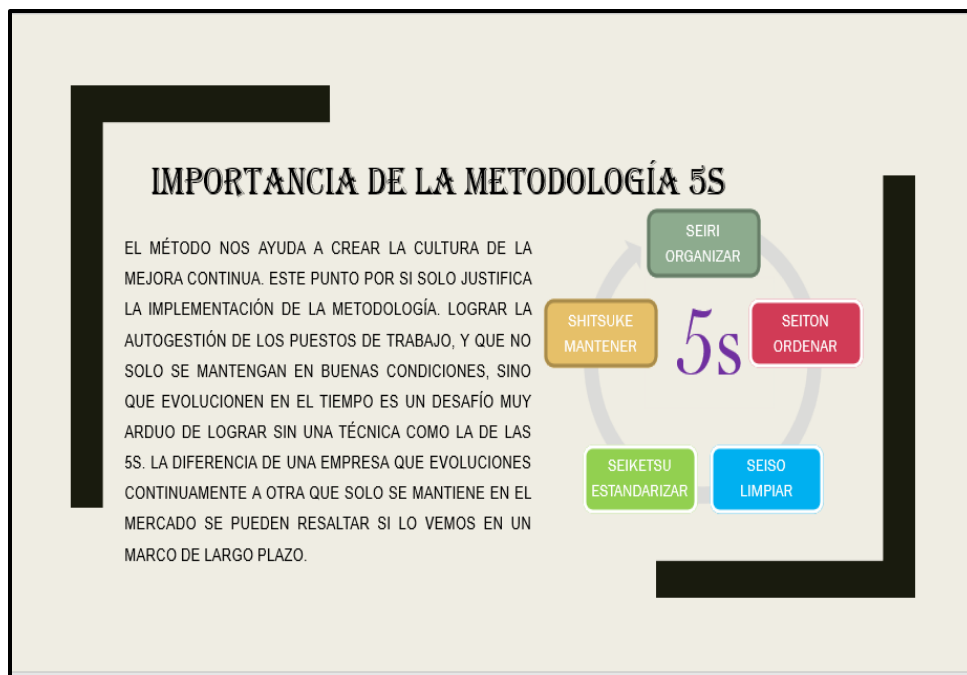 IMPORTANCIA DE LA METODOLOGÍA 5S
EL MÉTODO NOS AYUDA A CREAR LA CULTURA DE LA
MEJORA CONTINUA. ESTE PUNTO POR SI SOLO JUSTIFICA
LA IMPLEMENTACIÓN DE LA METODOLOGÍA. LOGRAR LA
AUTOGESTIÓN DE LOS PUESTOS DE TRABAJO, Y QUE NO
SOLO SE MANTENGAN EN BUENAS CONDICIONES, SINO
QUE EVOLUCIONEN EN EL TIEMPO ES UN DESAFÍO MUY
ARDUO DE LOGRAR SIN UNA TÉCNICA COMO LA DE LAS
5S. LA DIFERENCIA DE UNA EMPRESA QUE EVOLUCIONES
CONTINUAMENTE A OTRA QUE SOLO SE MANTIENE EN EL
MERCADO SE PUEDEN RESALTAR SI LO VEMOS EN UN
MARCO DE LARGO PLAZO.
SEIRI
ORGANIZAR
SEITON
ORDENAR
SEISO
LIMPIAR
SEIKETSU
ESTANDARIZAR
SHITSUKE
MANTENER
5s